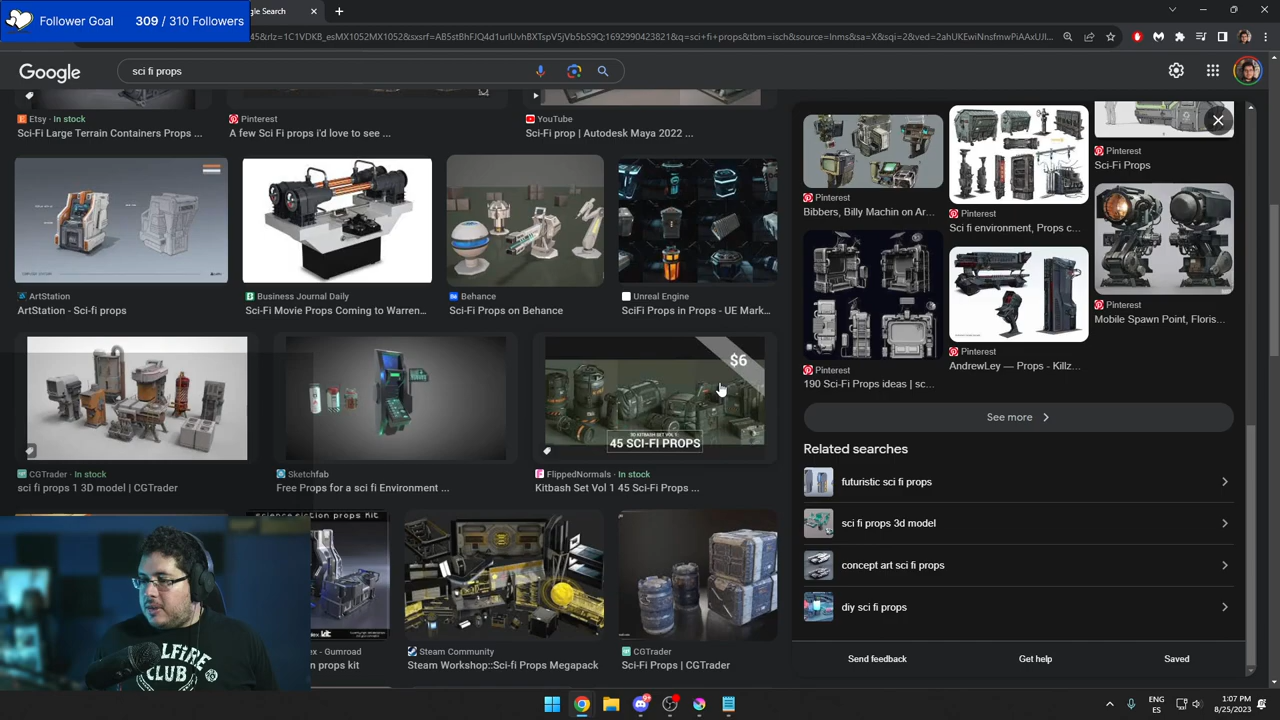 Follower Goal 309 / 310 Followers
le Search
sci fi props
Etsy · In stock
Sci-Fi Large Terrain Containers Props ...
Pinterest
A few Sci Fi props i'd love to see ...
YouTube
Sci-Fi prop | Autodesk Maya 2022 ...
ArtStation
ArtStation - Sci-fi props
Business Journal Daily
Sci-Fi Movie Props Coming to Warren...
Behance
Sci-Fi Props on Behance
Unreal Engine
SciFi Props in Props - UE Mark...
$6
45 SCI-FI PROPS
CGTrader · In stock
sci fi props 1 3D model | CGTrader
Sketchfab
Free Props for a sci fi Environment ...
FlippedNormals · In stock
Kitbash Set Vol 1 45 Sci-Fi Props ...
science fiction props kit
- Gumroad
props kit
Steam Community
Steam Workshop::Sci-fi Props Megapack
CGTrader
Sci-Fi Props | CGTrader
Pinterest
Bibbers, Billy Machin on Ar...
Pinterest
Sci fi environment, Props c...
Pinterest
Sci-Fi Props
Pinterest
190 Sci-Fi Props ideas | sc...
Pinterest
AndrewLey — Props - Killz...
Pinterest
Mobile Spawn Point, Floris...
See more
Related searches
futuristic sci fi props
sci fi props 3d model
concept art sci fi props
diy sci fi props
Send feedback
Get help
Saved
LLFIRE
CLUB
ENG
ES
1:07 PM
8/25/2023